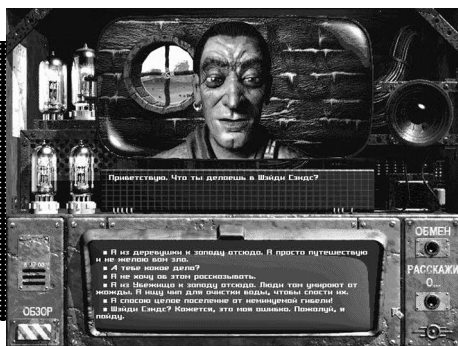 Приветствую. Что ты делаешь в Шэйди Сэндс?
ОБМЕН
РАССКАЖИ
О...
■ Я из деревушки к западу отсюда. Я просто путешествую
и не желаю вам зла.
■ А тебе какое дело?
■ Я не хочу об этом рассказывать.
■ Я из Убежища к западу отсюда. Люди там умирают от
жажды. Я ищу чип для очистки воды, чтобы спасти их.
■ Я спасаю целое поселение от неминуемой гибели!
■ Шэйди Сэндс? Кажется, это моя ошибка. Пожалуй, я
пойду.
ОБЗОР